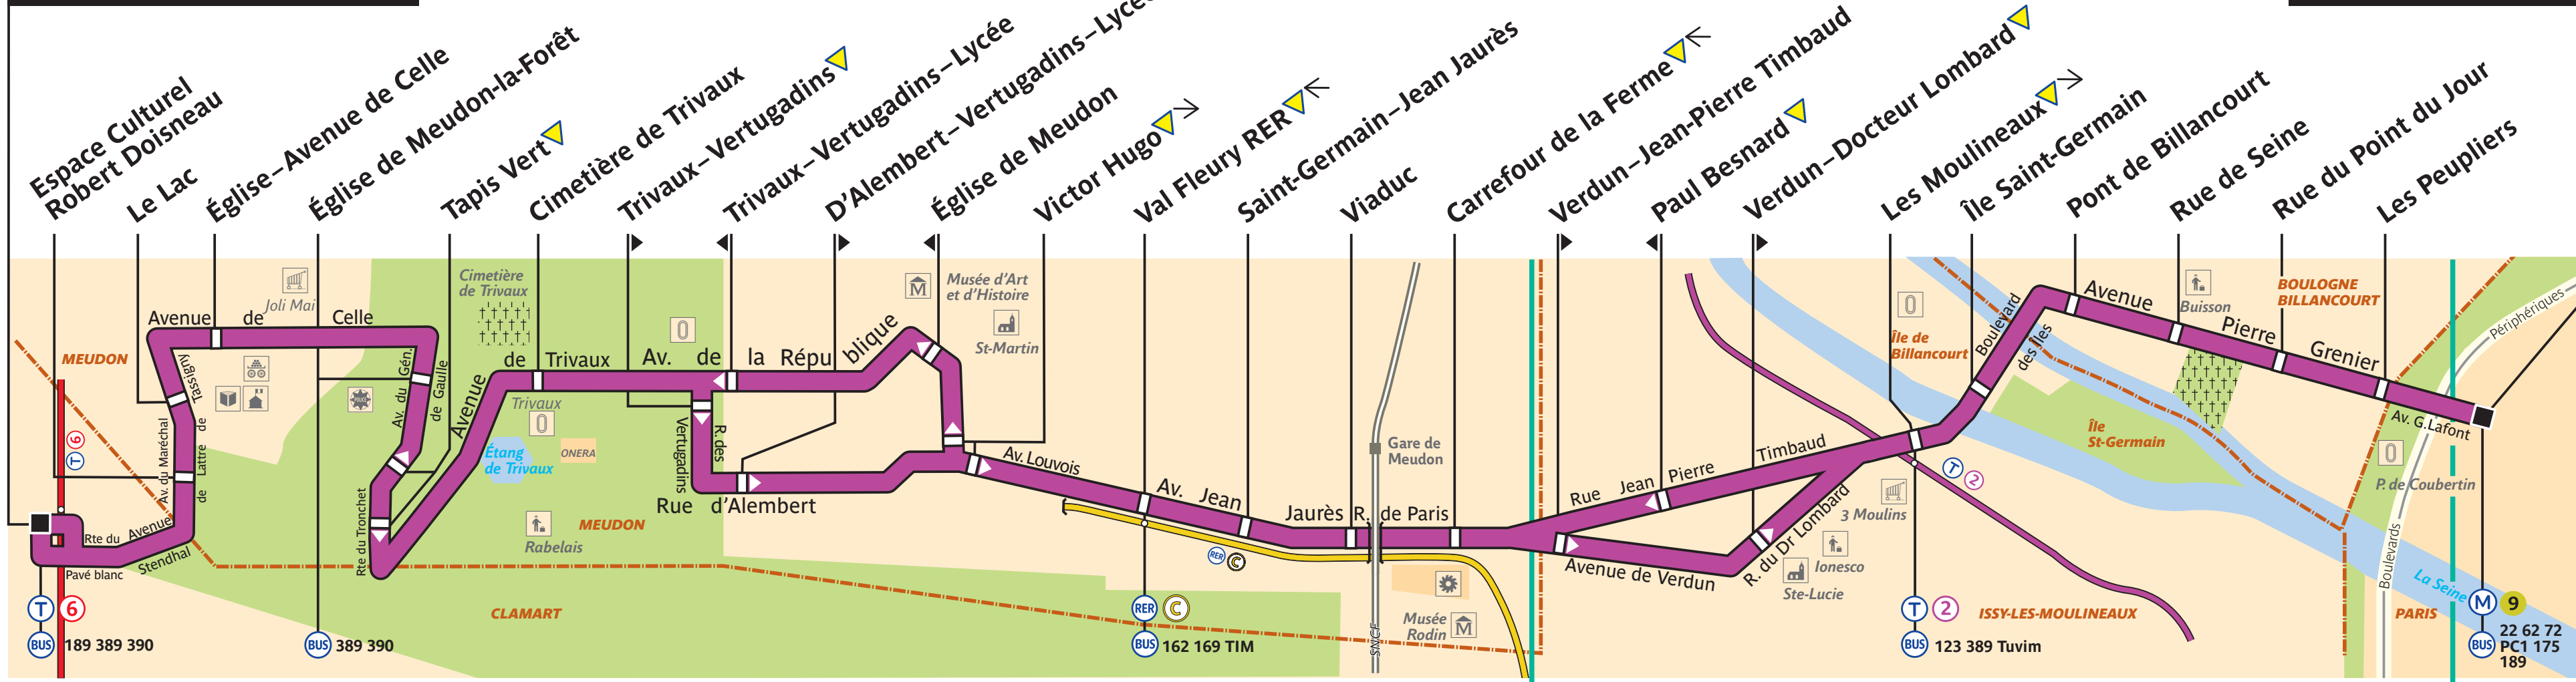 Espace Culturel
Robert Doisneau
Le Lac
Église–Avenue de Celle
Église de Meudon-la-Forêt
Tapis Vert
Cimetière de Trivaux
Trivaux–Vertugadins
Trivaux–Vertugadins–Lycée
D'Alembert–Vertugadins–Lycée
Église de Meudon
Victor Hugo
Val Fleury RER
Saint-Germain–Jean Jaurès
Viaduc
Carrefour de la Ferme
Verdun–Jean-Pierre Timbaud
Paul Besnard
Verdun–Docteur Lombard
Les Moulineaux
Île Saint-Germain
Pont de Billancourt
Rue de Seine
Rue du Point du Jour
Les Peupliers
MEUDON
Avenue de Celle
Joli Mai
Av. du Maréchal de Lattre de Tassigny
Av. du Gén. de Gaulle
Rte du Tronchet
T 6
Rte du Pavé blanc
Avenue Stendhal
T 6
BUS 189 389 390
BUS 389 390
Cimetière
de Trivaux
Avenue de Trivaux
Trivaux
Étang
de Trivaux
ONERA
Rabelais
MEUDON
CLAMART
Av. de la République
R. des Vertugadins
Rue d'Alembert
M
Musée d'Art
et d'Histoire
St-Martin
Av. Louvois
Av. Jean Jaurès
RER C
RER C
BUS 162 169 TIM
R. de Paris
Gare de
Meudon
SNCF
Musée
Rodin
M
Rue Jean Pierre Timbaud
Avenue de Verdun
R. du Dr Lombard
3 Moulins
Ionesco
Ste-Lucie
T 2
T 2
BUS 123 389 Tuvim
ISSY-LES-MOULINEAUX
Île de
Billancourt
Boulevard des Îles
Île
St-Germain
Avenue Pierre Grenier
Buisson
BOULOGNE
BILLANCOURT
Av. G.Lafont
P. de Coubertin
Boulevards Périphériques
La Seine
PARIS
M 9
BUS
22 62 72
PC1 175
189